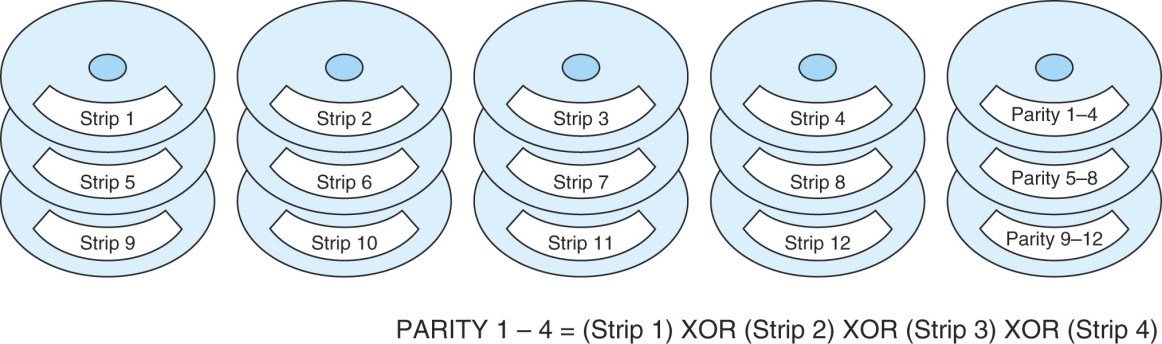 Strip 1
Strip 2
Strip 3
Strip 4
Parity 1–4
Strip 5
Strip 6
Strip 7
Strip 8
Parity 5–8
Strip 9
Strip 10
Strip 11
Strip 12
Parity 9–12
PARITY 1 – 4 = (Strip 1) XOR (Strip 2) XOR (Strip 3) XOR (Strip 4)